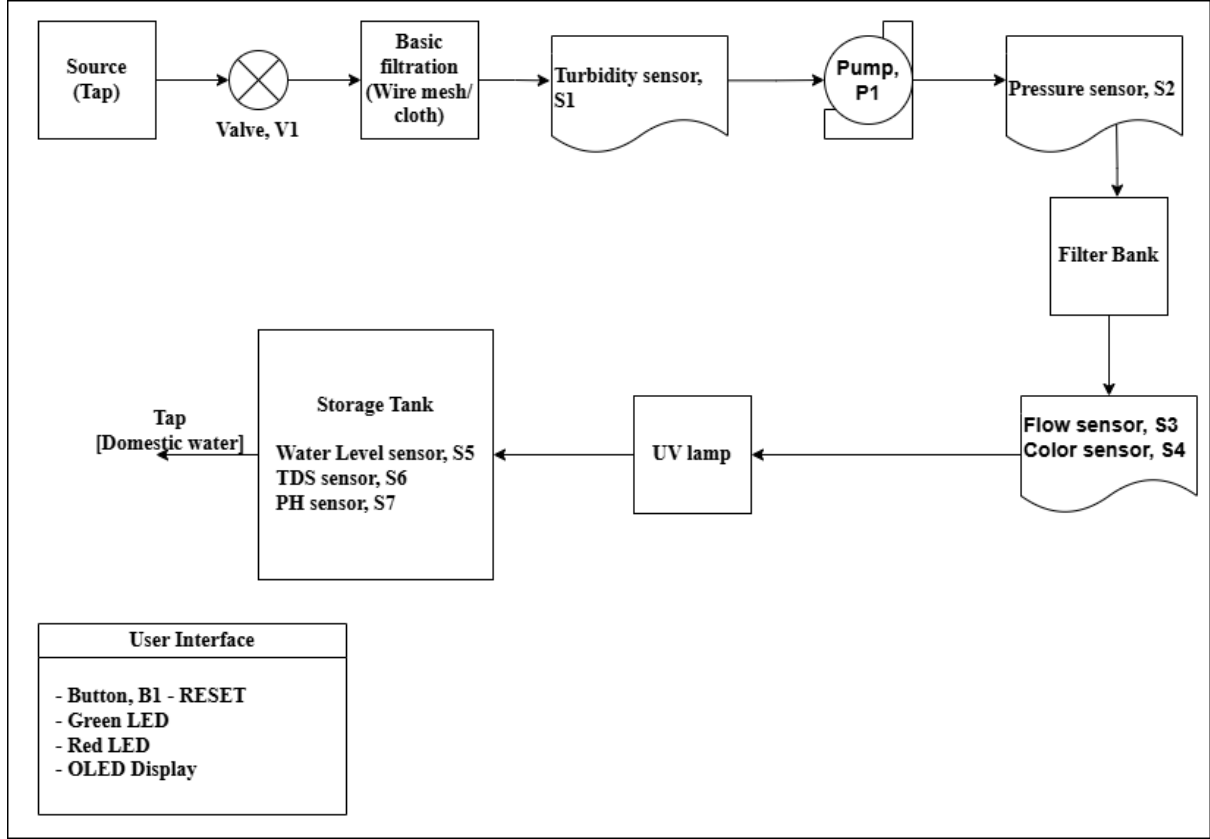 Source
(Tap)
Valve, V1
Basic
filtration
(Wire mesh/
cloth)
Turbidity sensor,
S1
Pump,
P1
Pressure sensor, S2
Filter Bank
Flow sensor, S3
Color sensor, S4
UV lamp
Storage Tank
Water Level sensor, S5
TDS sensor, S6
PH sensor, S7
Tap
[Domestic water]
User Interface
- Button, B1 - RESET
- Green LED
- Red LED
- OLED Display